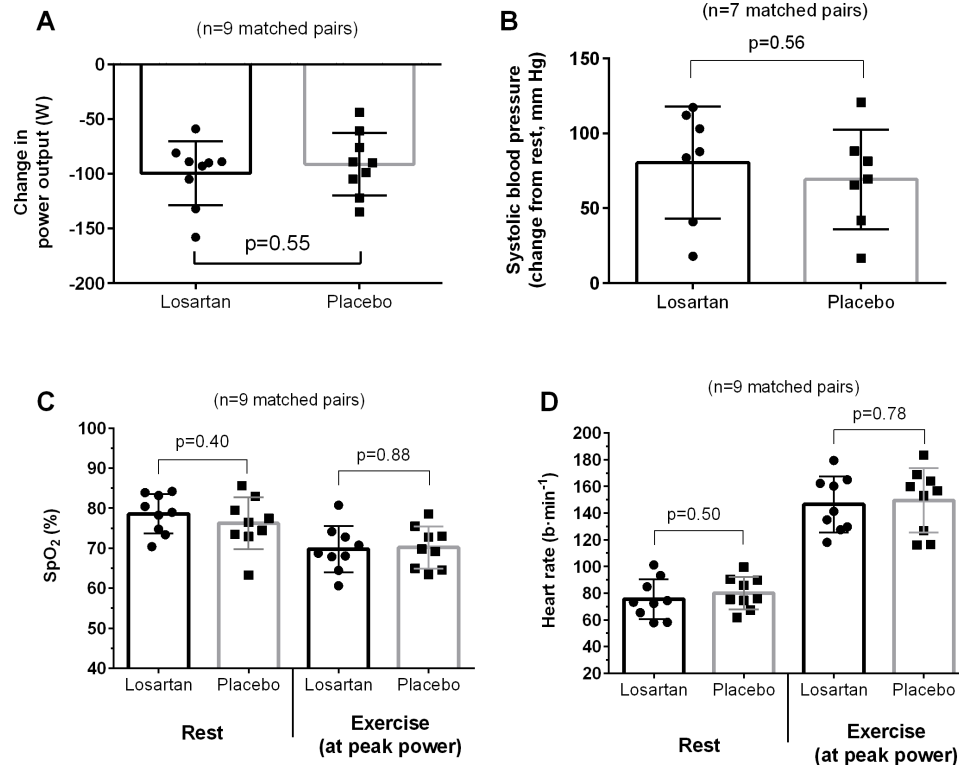 A
(n=9 matched pairs)
Change in
power output (W)
0
-50
-100
-150
-200
p=0.55
Losartan
Placebo
B
(n=7 matched pairs)
p=0.56
Systolic blood pressure
(change from rest, mm Hg)
150
100
50
0
Losartan
Placebo
C
(n=9 matched pairs)
p=0.40
p=0.88
SpO₂ (%)
100
90
80
70
60
50
40
Losartan
Placebo
Losartan
Placebo
Rest
Exercise
(at peak power)
D
(n=9 matched pairs)
p=0.78
p=0.50
Heart rate (b·min⁻¹)
200
180
160
140
120
100
80
60
40
20
Losartan
Placebo
Losartan
Placebo
Rest
Exercise
(at peak power)